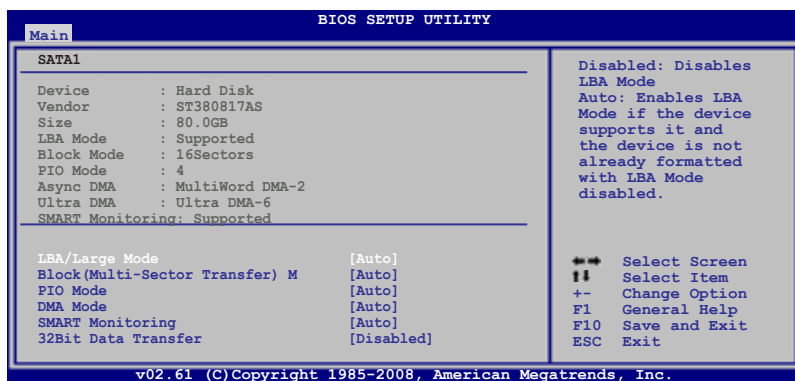 BIOS SETUP UTILITY
Main
SATA1
Device : Hard Disk
Vendor : ST380817AS
Size : 80.0GB
LBA Mode : Supported
Block Mode : 16Sectors
PIO Mode : 4
Async DMA : MultiWord DMA-2
Ultra DMA : Ultra DMA-6
SMART Monitoring: Supported
LBA/Large Mode [Auto]
Block(Multi-Sector Transfer) M [Auto]
PIO Mode [Auto]
DMA Mode [Auto]
SMART Monitoring [Auto]
32Bit Data Transfer [Disabled]
Disabled: Disables
LBA Mode
Auto: Enables LBA
Mode if the device
supports it and
the device is not
already formatted
with LBA Mode
disabled.
Select Screen
Select Item
+- Change Option
F1 General Help
F10 Save and Exit
ESC Exit
v02.61 (C)Copyright 1985-2008, American Megatrends, Inc.